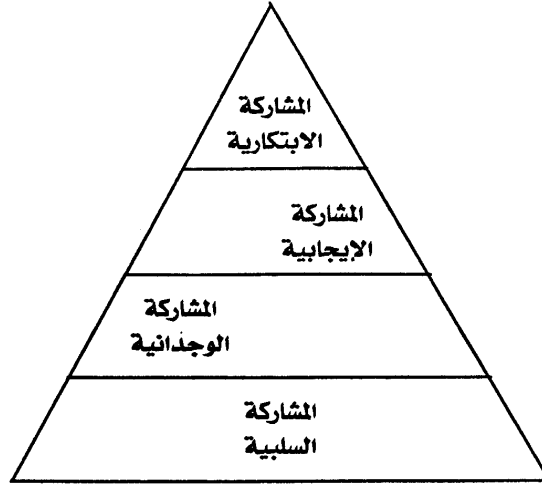 المشاركة
الابتكارية
المشاركة
الإيجابية
المشاركة
الوجدانية
المشاركة
السلبية